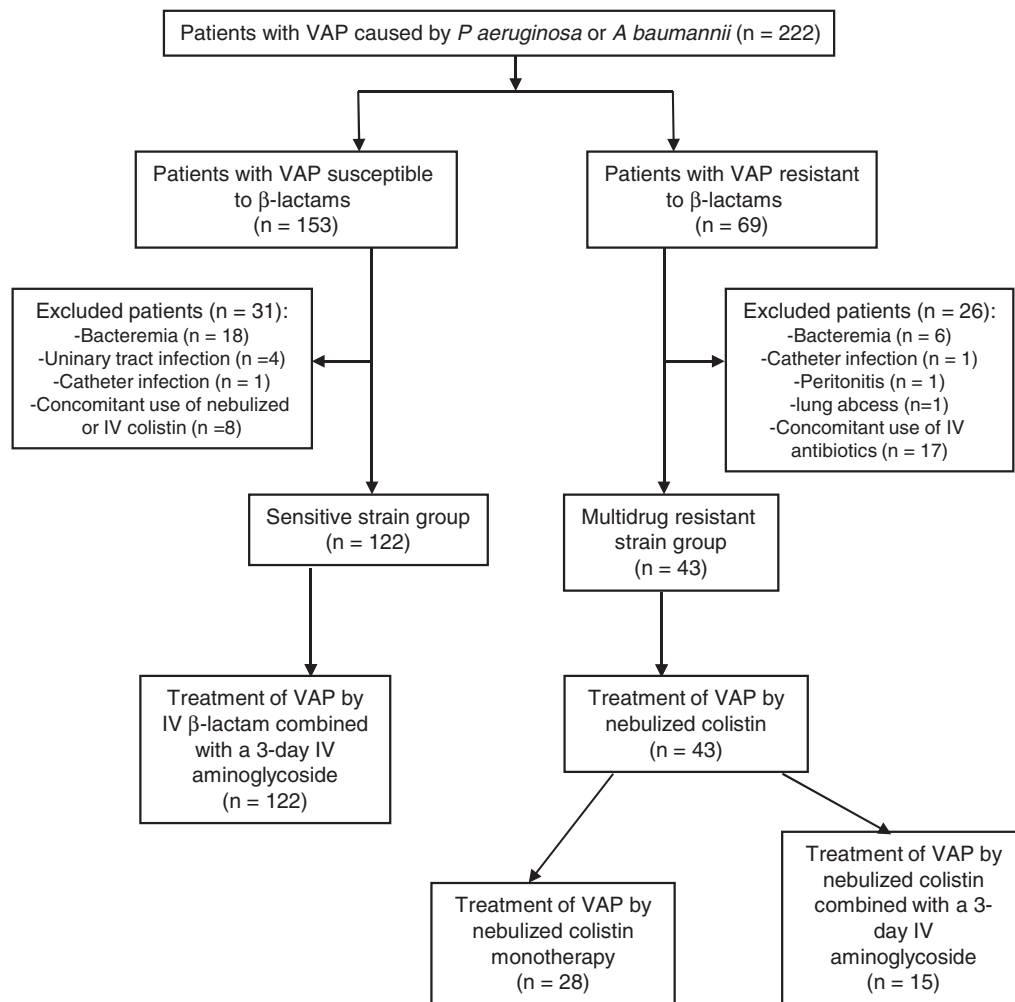 Patients with VAP caused by P aeruginosa or A baumannii (n = 222)
Patients with VAP susceptible
to β-lactams
(n = 153)
Patients with VAP resistant
to β-lactams
(n = 69)
Excluded patients (n = 31):
-Bacteremia (n = 18)
-Uninary tract infection (n =4)
-Catheter infection (n = 1)
-Concomitant use of nebulized
or IV colistin (n =8)
Excluded patients (n = 26):
-Bacteremia (n = 6)
-Catheter infection (n = 1)
-Peritonitis (n = 1)
-lung abcess (n=1)
-Concomitant use of IV
antibiotics (n = 17)
Sensitive strain group
(n = 122)
Multidrug resistant
strain group
(n = 43)
Treatment of VAP by
IV β-lactam combined
with a 3-day IV
aminoglycoside
(n = 122)
Treatment of VAP by
nebulized colistin
(n = 43)
Treatment of VAP by
nebulized colistin
monotherapy
(n = 28)
Treatment of VAP by
nebulized colistin
combined with a 3-
day IV
aminoglycoside
(n = 15)